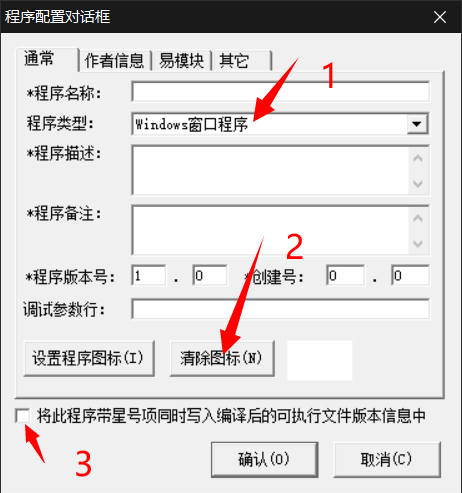 程序配置对话框
通常 作者信息 易模块 其它
1
*程序名称:
程序类型: Windows窗口程序
*程序描述:
*程序备注:
2
*程序版本号: 1 . 0 *创建号: 0 . 0
调试参数行:
设置程序图标(I) 清除图标(N)
将此程序带星号项同时写入编译后的可执行文件版本信息中
3
确认(O) 取消(C)